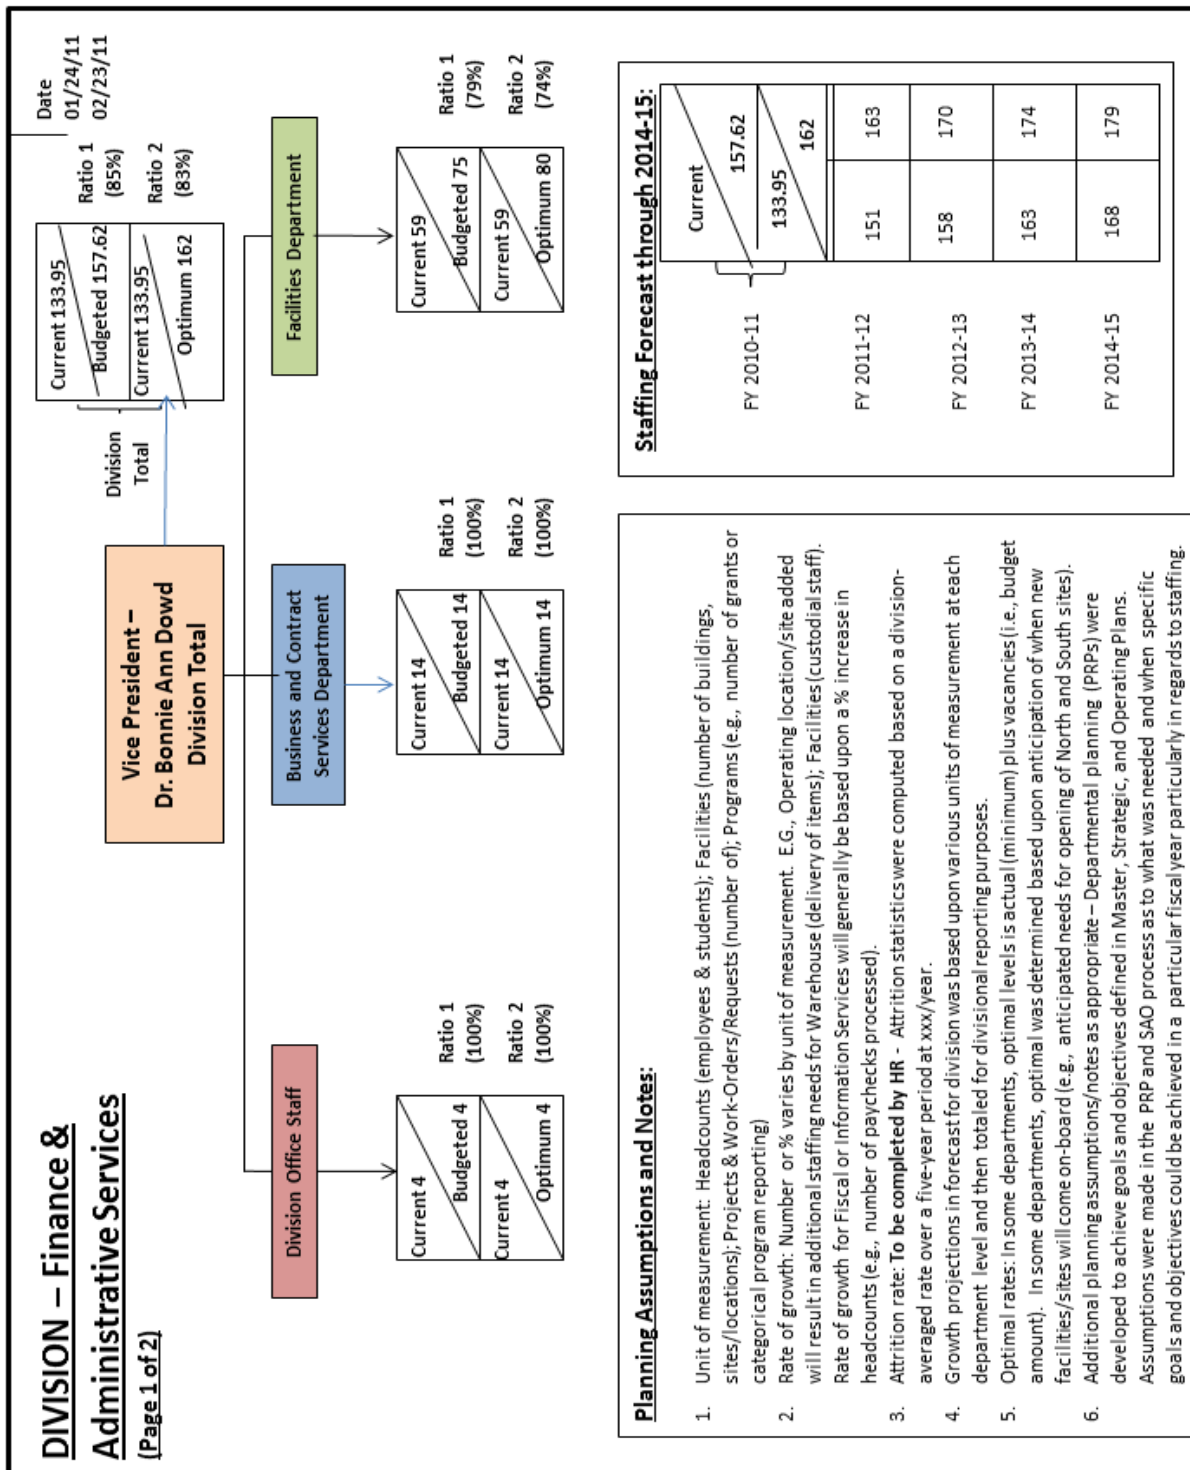 DIVISION – Finance &
Administrative Services
(Page 1 of 2)
Date
01/24/11
02/23/11
Vice President –
Dr. Bonnie Ann Dowd
Division Total
Division
Total
Current 133.95
Budgeted 157.62
Current 133.95
Optimum 162
Ratio 1
(85%)
Ratio 2
(83%)
Division Office Staff
Current 4
Budgeted 4
Current 4
Optimum 4
Ratio 1
(100%)
Ratio 2
(100%)
Business and Contract
Services Department
Current 14
Budgeted 14
Current 14
Optimum 14
Ratio 1
(100%)
Ratio 2
(100%)
Facilities Department
Current 59
Budgeted 75
Current 59
Optimum 80
Ratio 1
(79%)
Ratio 2
(74%)
Planning Assumptions and Notes:
1. Unit of measurement: Headcounts (employees & students); Facilities (number of buildings,
sites/locations); Projects & Work-Orders/Requests (number of); Programs (e.g., number of grants or
categorical program reporting)
2. Rate of growth: Number or % varies by unit of measurement. E.G., Operating location/site added
will result in additional staffing needs for Warehouse (delivery of items); Facilities (custodial staff).
Rate of growth for Fiscal or Information Services will generally be based upon a % increase in
headcounts (e.g., number of paychecks processed).
3. Attrition rate: To be completed by HR - Attrition statistics were computed based on a division-
averaged rate over a five-year period at xxx/year.
4. Growth projections in forecast for division was based upon various units of measurement at each
department level and then totaled for divisional reporting purposes.
5. Optimal rates: In some departments, optimal levels is actual (minimum) plus vacancies (i.e., budget
amount). In some departments, optimal was determined based upon anticipation of when new
facilities/sites will come on-board (e.g., anticipated needs for opening of North and South sites).
6. Additional planning assumptions/notes as appropriate – Departmental planning (PRPs) were
developed to achieve goals and objectives defined in Master, Strategic, and Operating Plans.
Assumptions were made in the PRP and SAO process as to what was needed and when specific
goals and objectives could be achieved in a particular fiscal year particularly in regards to staffing.
Staffing Forecast through 2014-15:
FY 2010-11
Current
157.62
133.95
162
FY 2011-12 151 163
FY 2012-13 158 170
FY 2013-14 163 174
FY 2014-15 168 179